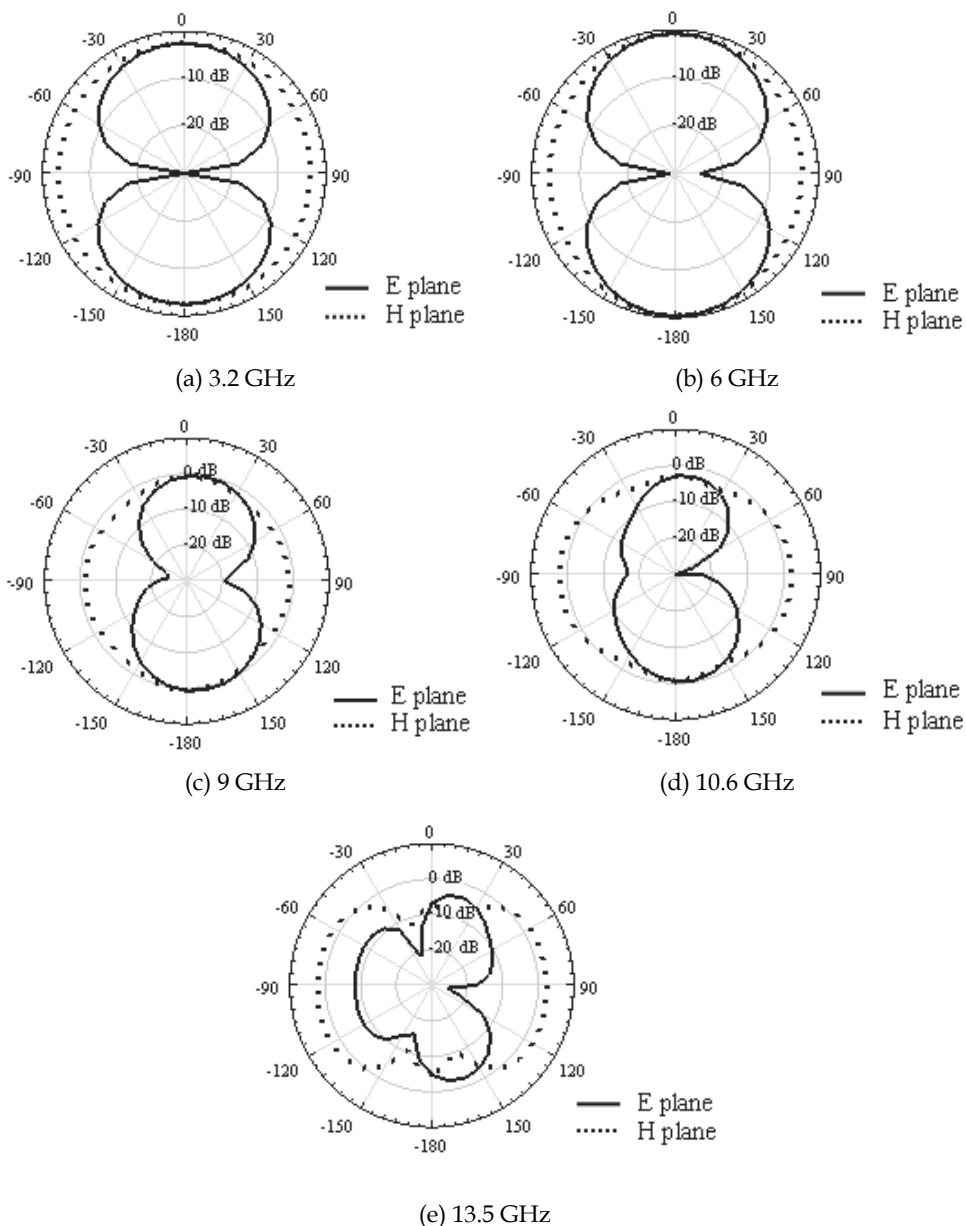 0
-30 30
-10 dB
-60 60
-20 dB
-90 90
-120 120
-150 150
-180
E plane
H plane
(a) 3.2 GHz
0
-30 30
-10 dB
-60 60
-20 dB
-90 90
-120 120
-150 150
-180
E plane
H plane
(b) 6 GHz
0
-30 30
0 dB
-60 60
-10 dB
-20 dB
-90 90
-120 120
-150 150
-180
E plane
H plane
(c) 9 GHz
0
-30 30
0 dB
-60 60
-10 dB
-20 dB
-90 90
-120 120
-150 150
-180
E plane
H plane
(d) 10.6 GHz
0
-30 30
0 dB
-60 60
-10 dB
-20 dB
-90 90
-120 120
-150 150
-180
E plane
H plane
(e) 13.5 GHz